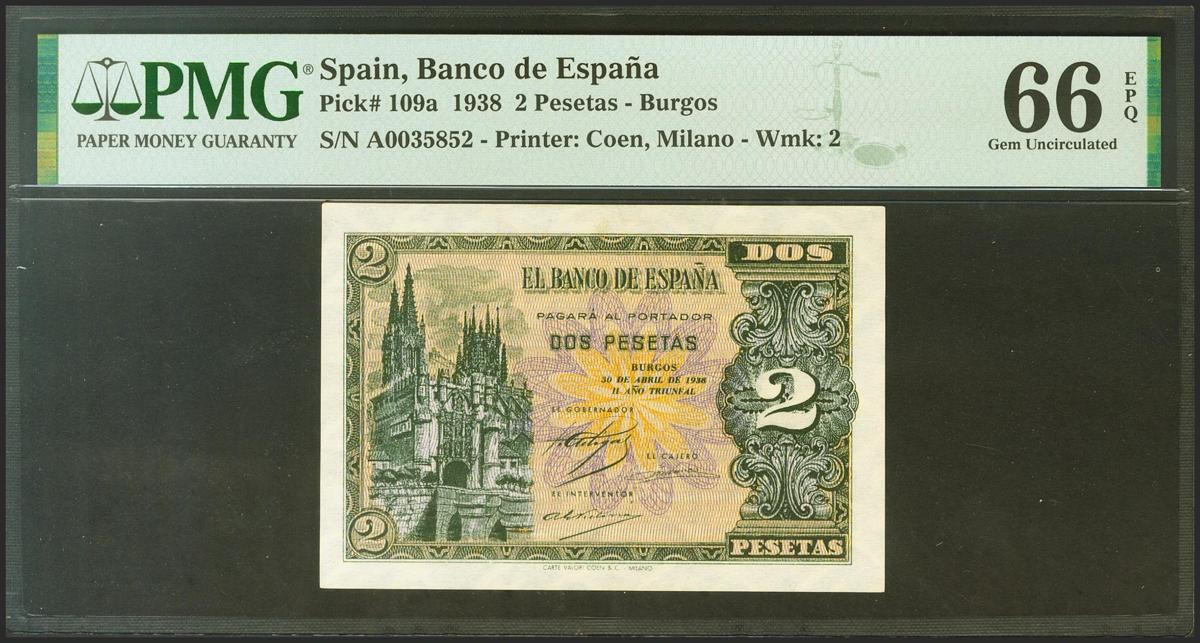 PMG®
PAPER MONEY GUARANTY
Spain, Banco de España
Pick# 109a 1938 2 Pesetas - Burgos
S/N A0035852 - Printer: Coen, Milano - Wmk: 2
66
EPQ
Gem Uncirculated
2
DOS
EL BANCO DE ESPAÑA
PAGARÁ AL PORTADOR
DOS PESETAS
BURGOS
30 DE ABRIL DE 1938
II AÑO TRIUNFAL
2
EL GOBERNADOR
EL CAJERO
EL INTERVENTOR
2
PESETAS
CARTE VALORI COEN & C. - MILANO